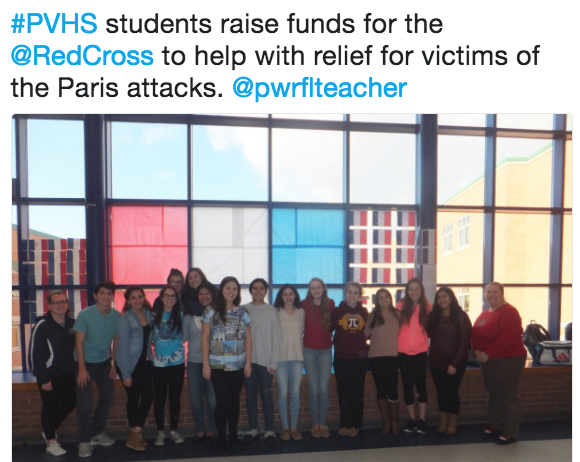 #PVHS students raise funds for the
@RedCross to help with relief for victims of
the Paris attacks. @pwrflteacher
π